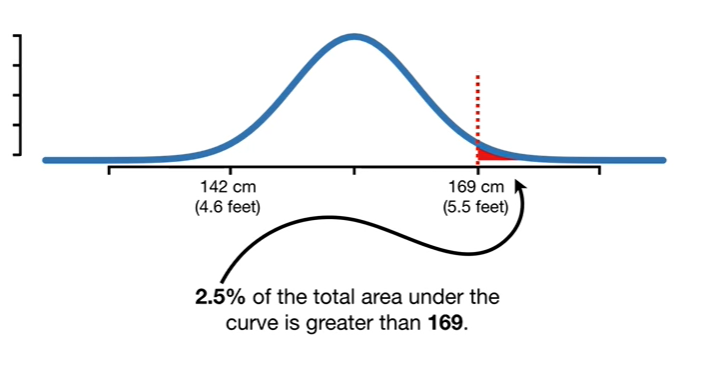 142 cm
(4.6 feet)
169 cm
(5.5 feet)
2.5% of the total area under the
curve is greater than 169.